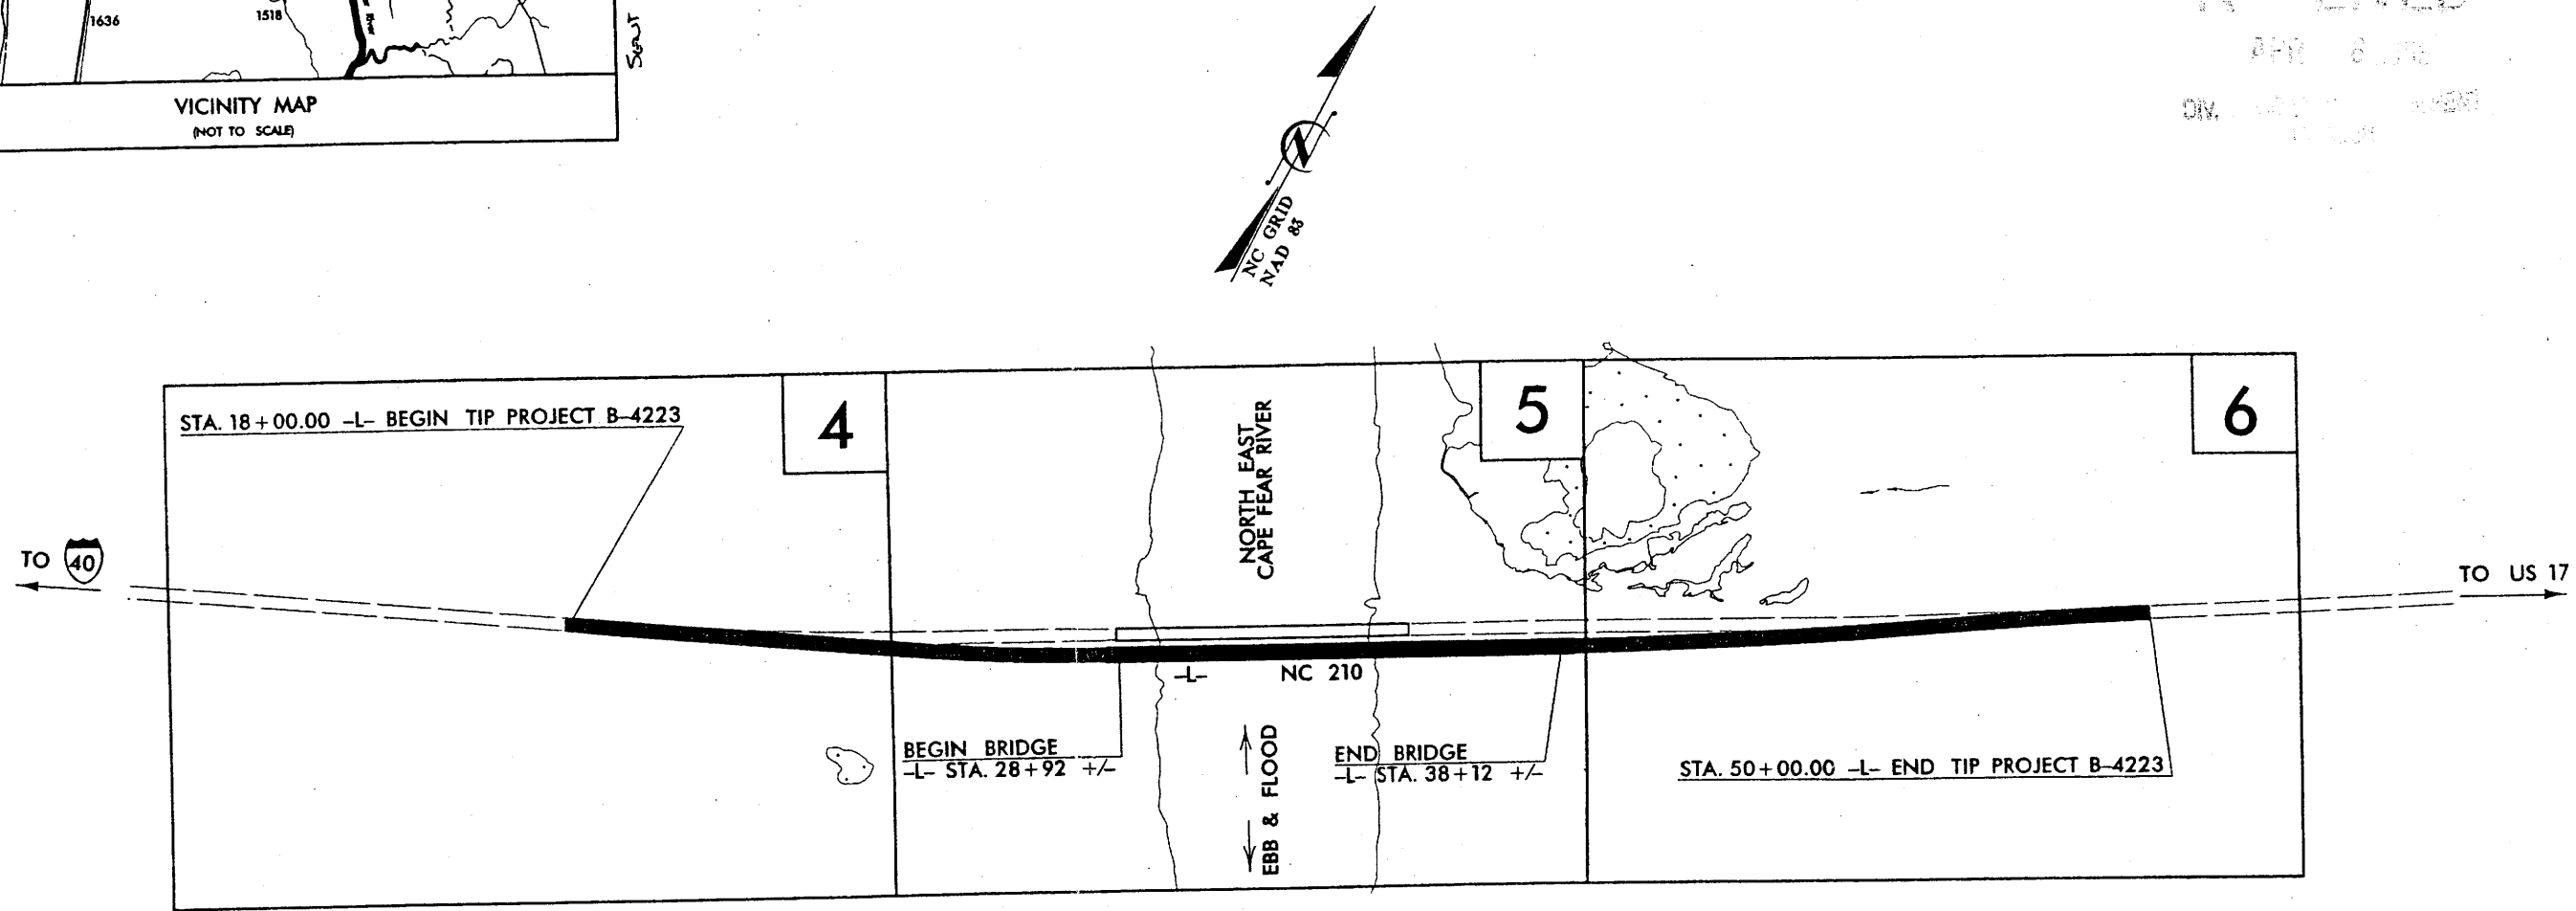 1636
1518
River
VICINITY MAP
(NOT TO SCALE)
NC GRID
NAD 83
N
DIV.
STA. 18+00.00 -L- BEGIN TIP PROJECT B-4223
4
5
6
NORTH EAST
CAPE FEAR RIVER
TO 40
TO US 17
-L- NC 210
BEGIN BRIDGE
-L- STA. 28+92 +/-
EBB & FLOOD
END BRIDGE
-L- STA. 38+12 +/-
STA. 50+00.00 -L- END TIP PROJECT B-4223